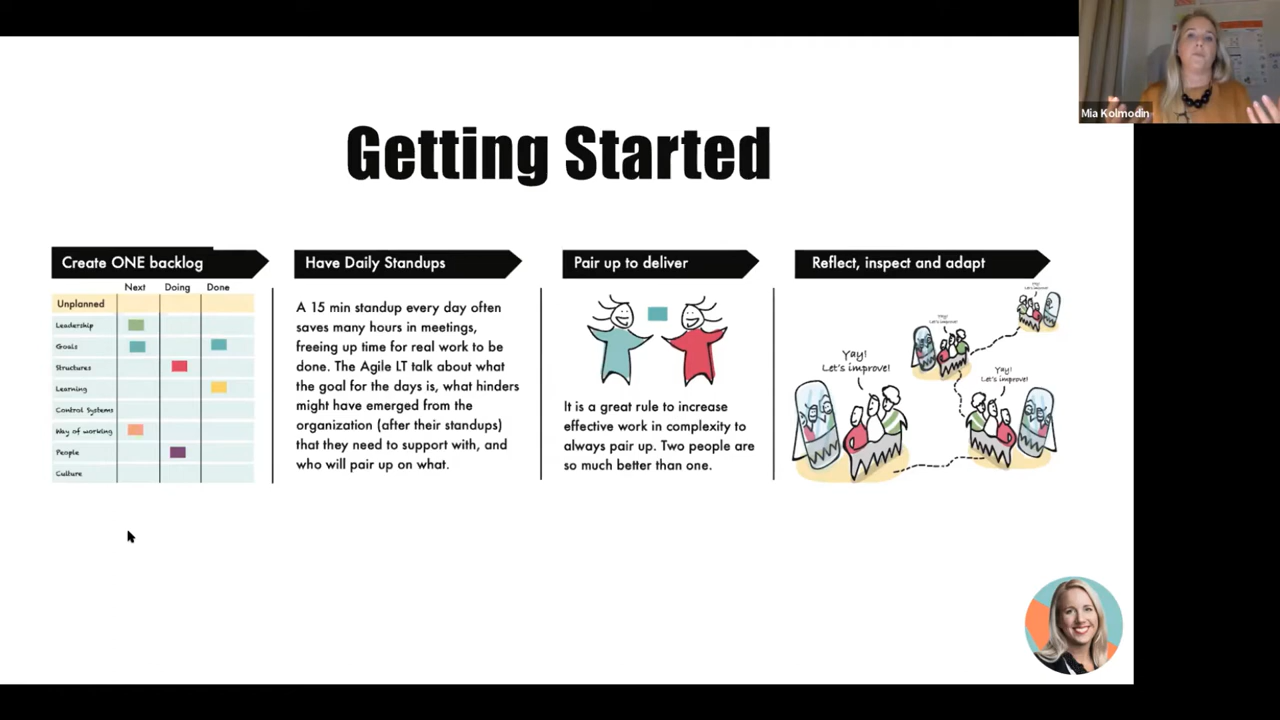 Mia Kolmodin
Getting Started
Create ONE backlog
Next Doing Done
Unplanned
Leadership
Goals
Structures
Learning
Control Systems
Way of working
People
Culture
Have Daily Standups
A 15 min standup every day often
saves many hours in meetings,
freeing up time for real work to be
done. The Agile LT talk about what
the goal for the days is, what hinders
might have emerged from the
organization (after their standups)
that they need to support with, and
who will pair up on what.
Pair up to deliver
It is a great rule to increase
effective work in complexity to
always pair up. Two people are
so much better than one.
Reflect, inspect and adapt
Yay!
Let's improve!
Yay!
Let's improve!
Yay!
Let's improve!
Let's improve!